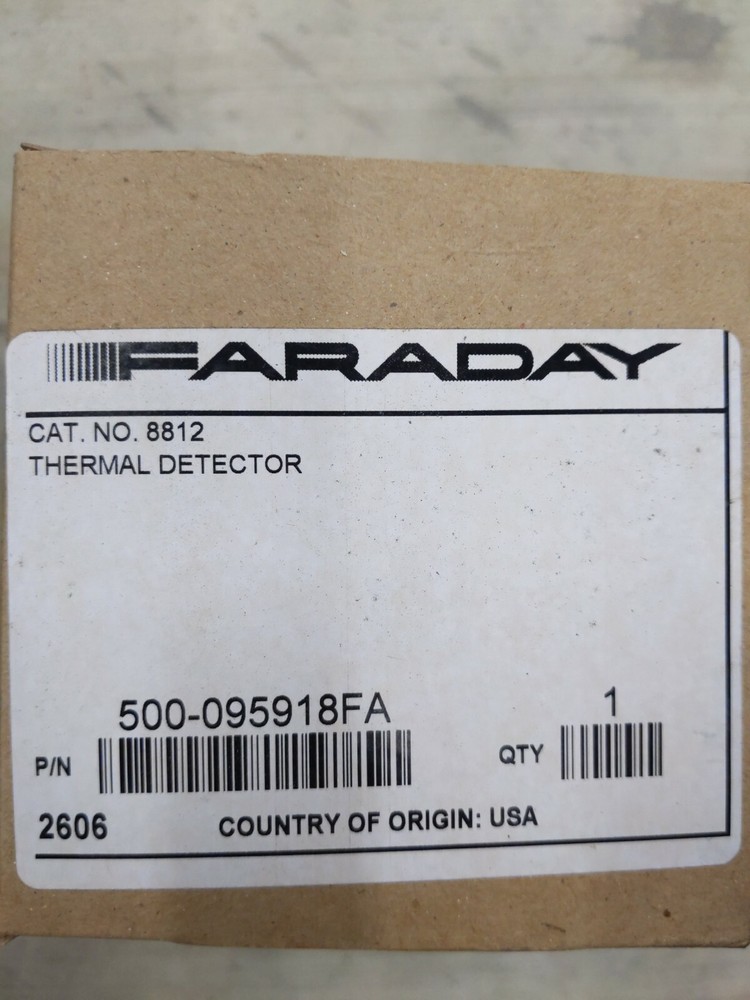 FARADAY
CAT. NO. 8812
THERMAL DETECTOR
500-095918FA
1
P/N
QTY
2606
COUNTRY OF ORIGIN: USA